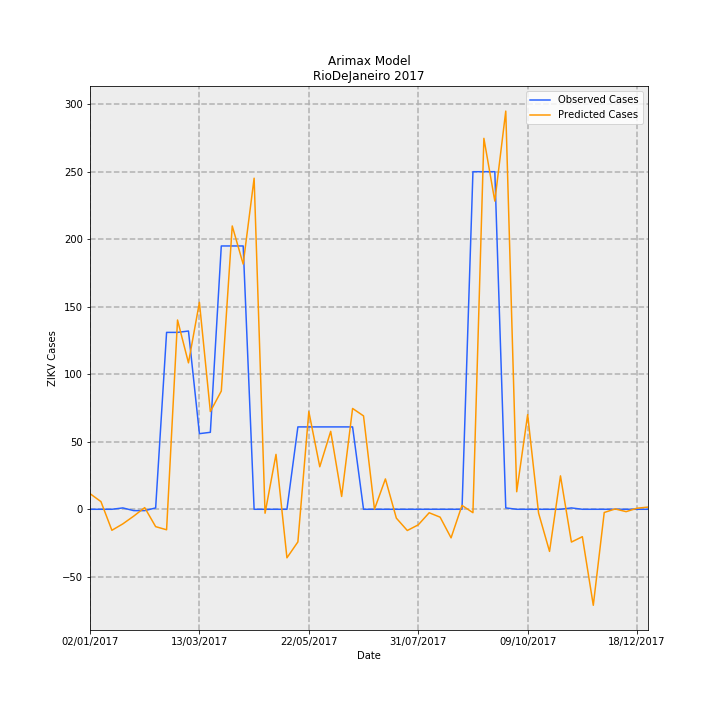 Arimax Model
RioDeJaneiro 2017
Observed Cases
Predicted Cases
300
250
200
150
100
50
0
−50
ZIKV Cases
02/01/2017 13/03/2017 22/05/2017 31/07/2017 09/10/2017 18/12/2017
Date